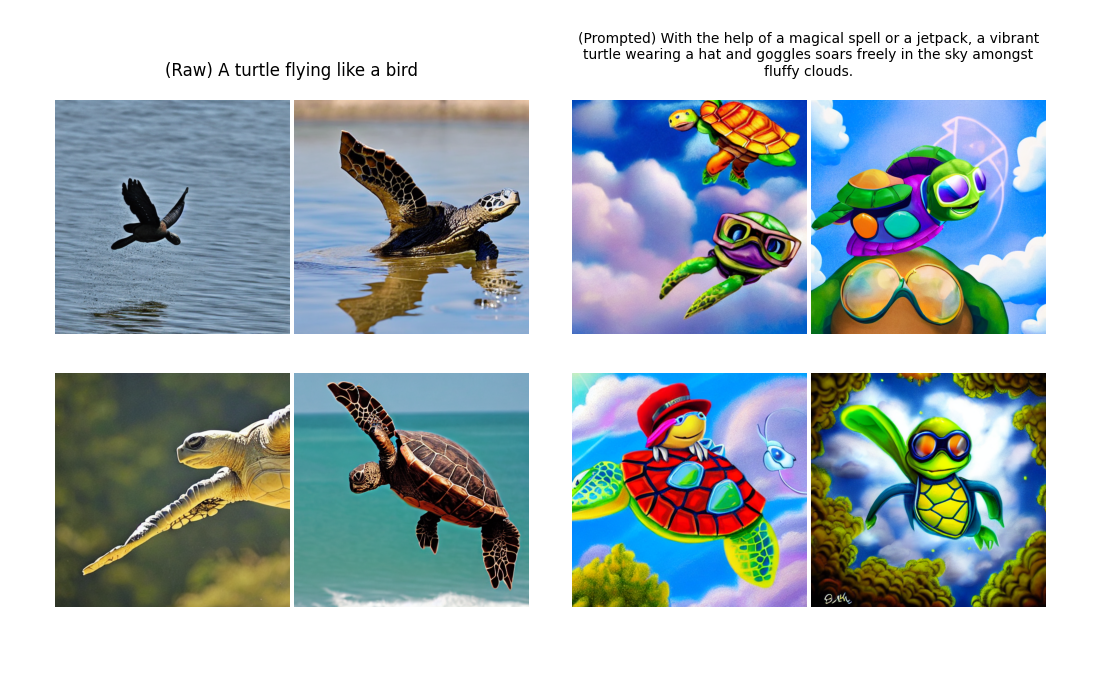 (Raw) A turtle flying like a bird
(Prompted) With the help of a magical spell or a jetpack, a vibrant
turtle wearing a hat and goggles soars freely in the sky amongst
fluffy clouds.